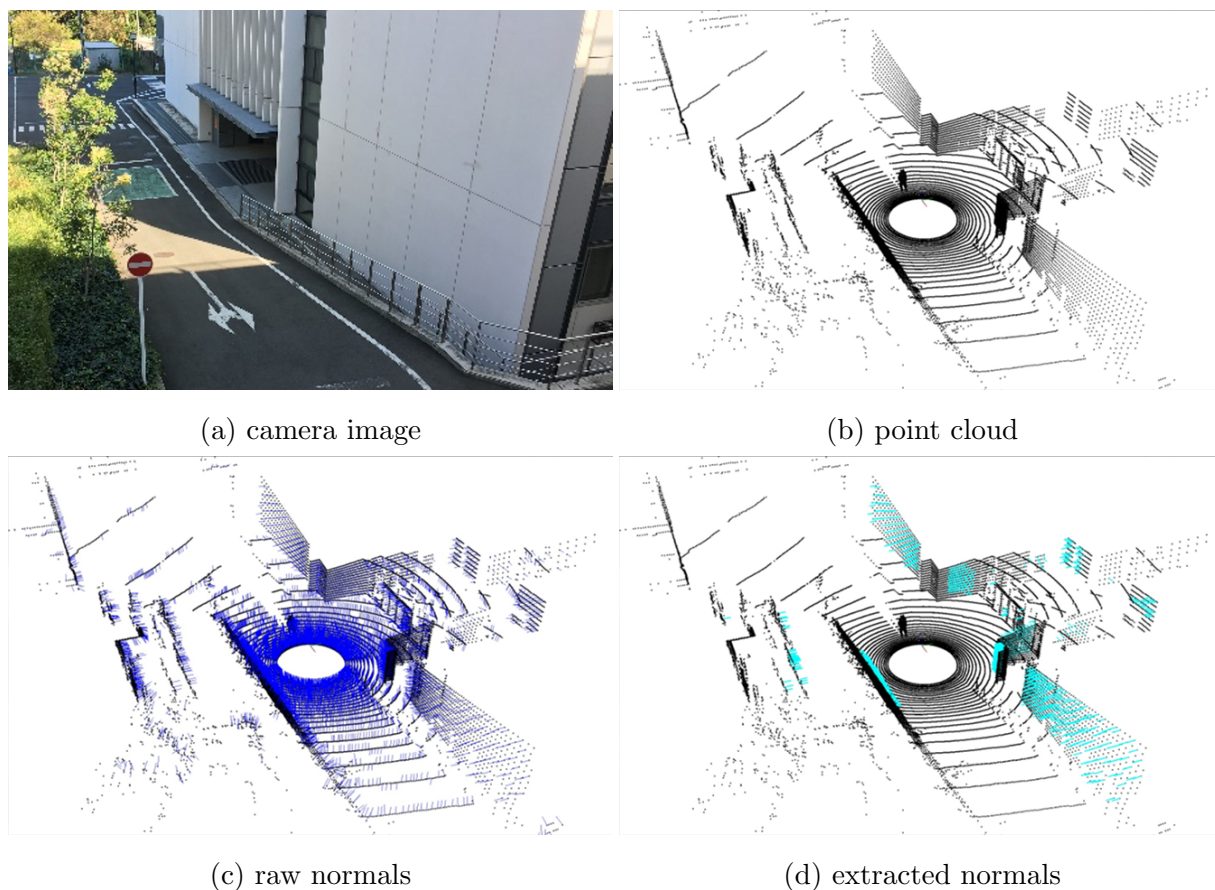 (a) camera image
(b) point cloud
(c) raw normals
(d) extracted normals